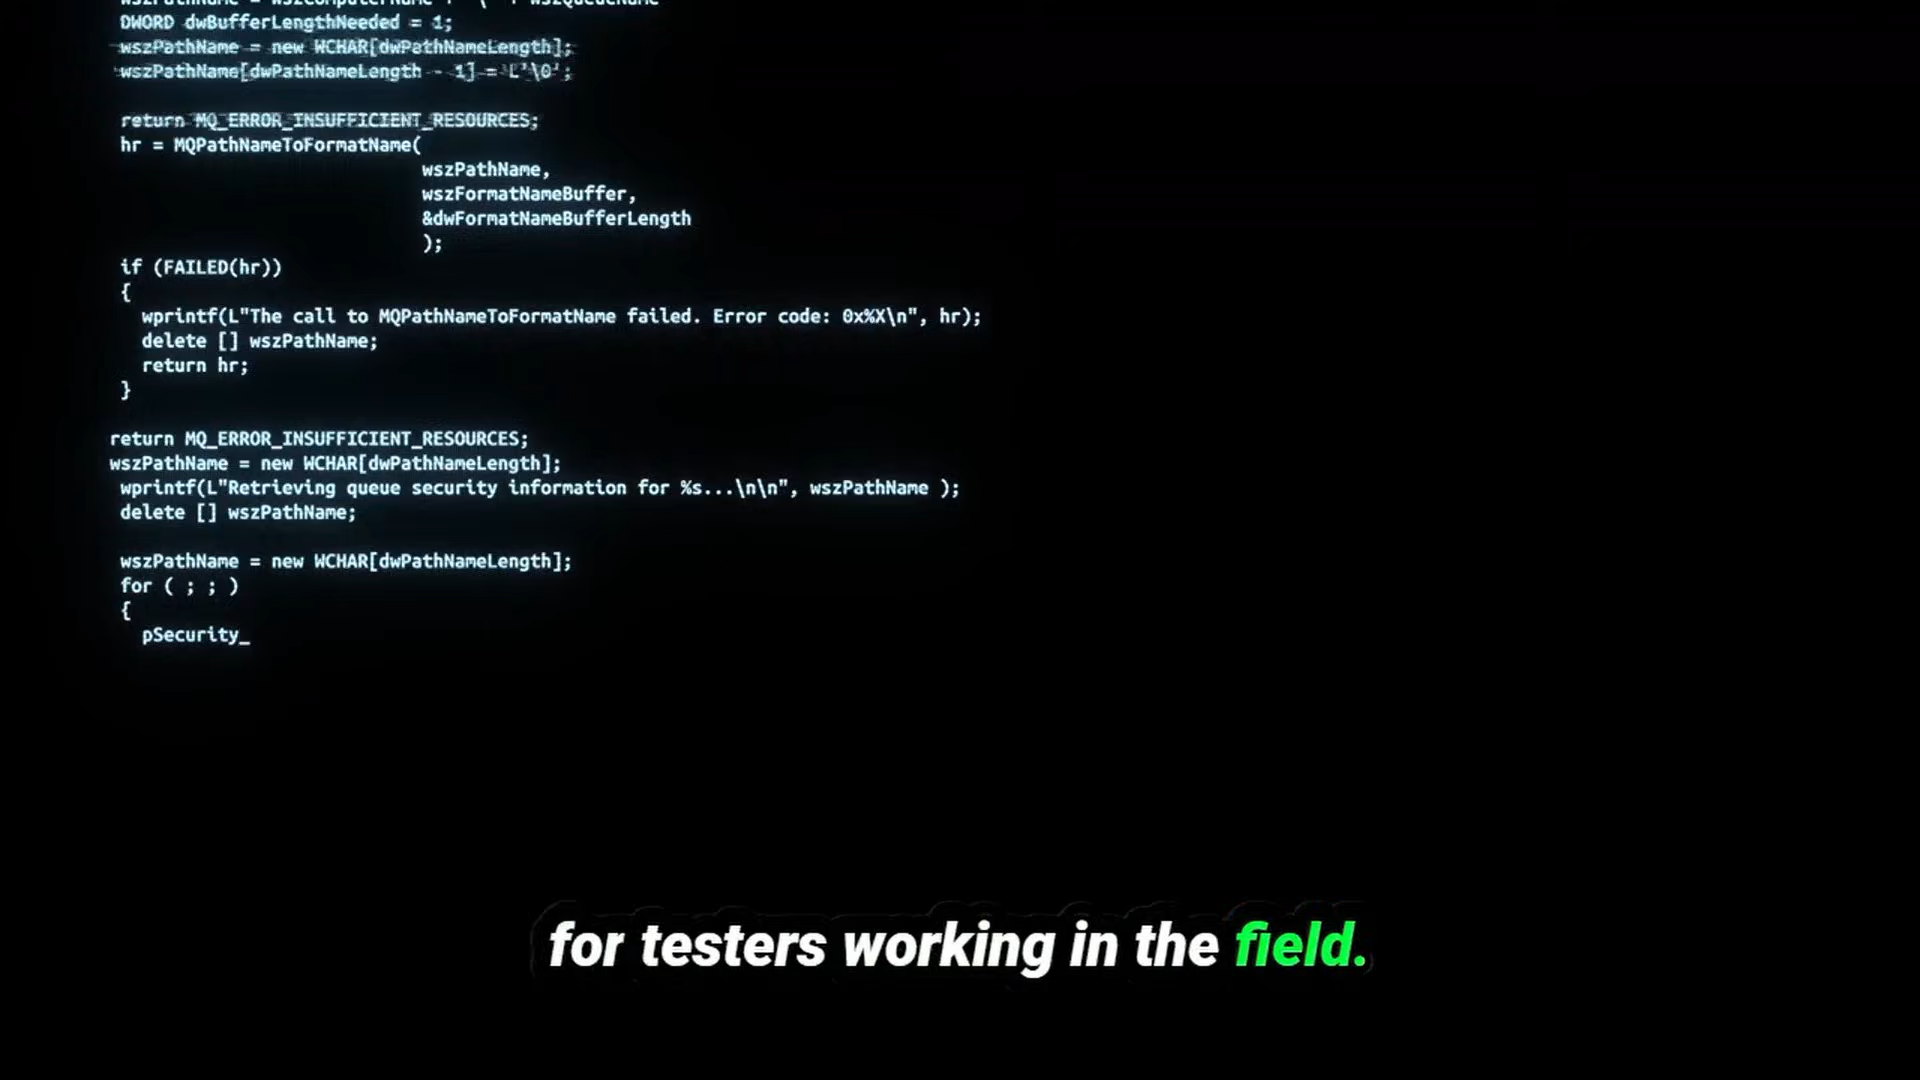 DWORD dwBufferLengthNeeded = 1;
wszPathName = new WCHAR[dwPathNameLength];
wszPathName[dwPathNameLength - 1] = L'\0';
return MQ_ERROR_INSUFFICIENT_RESOURCES;
hr = MQPathNameToFormatName(
wszPathName,
wszFormatNameBuffer,
&dwFormatNameBufferLength
);
if (FAILED(hr))
{
wprintf(L"The call to MQPathNameToFormatName failed. Error code: 0x%X\n", hr);
delete [] wszPathName;
return hr;
}
return MQ_ERROR_INSUFFICIENT_RESOURCES;
wszPathName = new WCHAR[dwPathNameLength];
wprintf(L"Retrieving queue security information for %s...\n\n", wszPathName );
delete [] wszPathName;
wszPathName = new WCHAR[dwPathNameLength];
for ( ; ; )
{
pSecurity_
for testers working in the field.